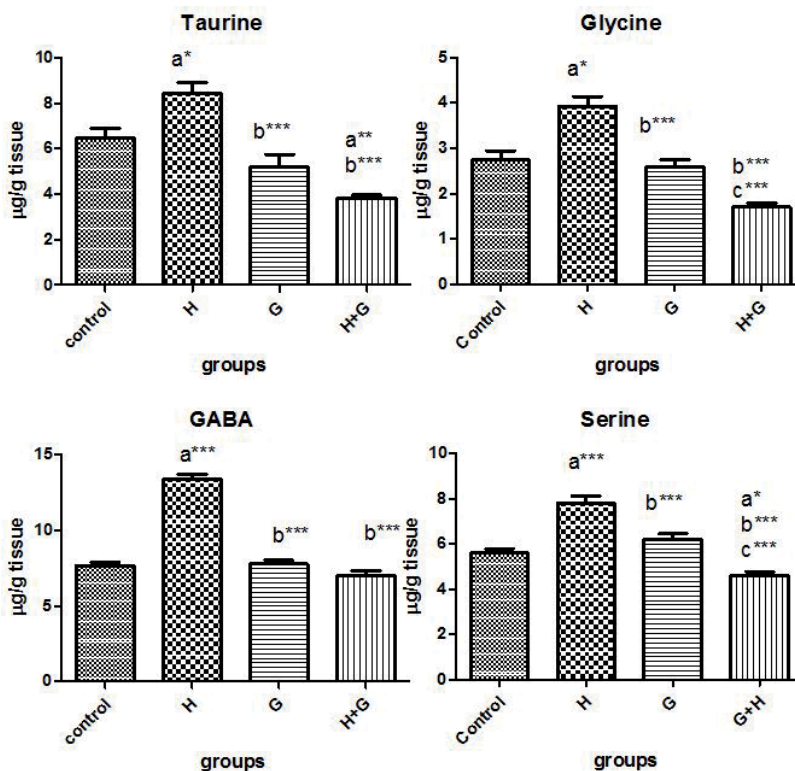 Taurine
10
8
6
4
2
0
µg/g tissue
a*
b***
a**
b***
control
H
G
H+G
groups
Glycine
5
4
3
2
1
0
µg/g tissue
a*
b***
b***
c***
Control
H
G
H+G
groups
GABA
15
10
5
0
µg/g tissue
a***
b***
b***
control
H
G
H+G
groups
Serine
10
8
6
4
2
0
µg/g tissue
a***
b***
a*
b***
c***
Control
H
G
G+H
groups